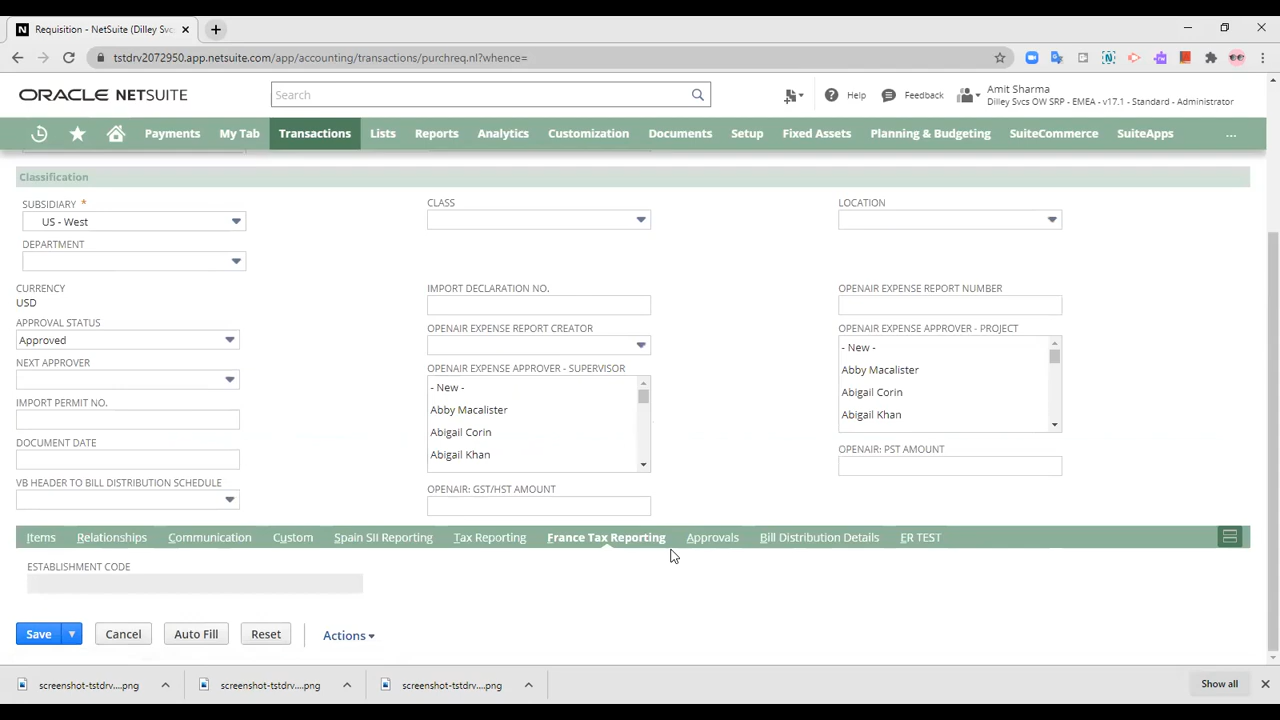 Requisition - NetSuite (Dilley Svc
tstdrv2072950.app.netsuite.com/app/accounting/transactions/purchreq.nl?whence=
ORACLE NETSUITE
Search
Help
Feedback
Amit Sharma
Dilley Svcs OW SRP - EMEA - v17.1 - Standard - Administrator
Payments My Tab Transactions Lists Reports Analytics Customization Documents Setup Fixed Assets Planning & Budgeting SuiteCommerce SuiteApps ...
Classification
SUBSIDIARY *
US - West
CLASS
LOCATION
DEPARTMENT
CURRENCY
USD
IMPORT DECLARATION NO.
OPENAIR EXPENSE REPORT NUMBER
APPROVAL STATUS
Approved
OPENAIR EXPENSE REPORT CREATOR
OPENAIR EXPENSE APPROVER - PROJECT
- New -
Abby Macalister
Abigail Corin
Abigail Khan
NEXT APPROVER
OPENAIR EXPENSE APPROVER - SUPERVISOR
- New -
Abby Macalister
Abigail Corin
Abigail Khan
IMPORT PERMIT NO.
DOCUMENT DATE
OPENAIR: PST AMOUNT
VB HEADER TO BILL DISTRIBUTION SCHEDULE
OPENAIR: GST/HST AMOUNT
Items Relationships Communication Custom Spain SII Reporting Tax Reporting France Tax Reporting Approvals Bill Distribution Details ER TEST
ESTABLISHMENT CODE
Save Cancel Auto Fill Reset Actions
screenshot-tstdrv....png screenshot-tstdrv....png screenshot-tstdrv....png Show all